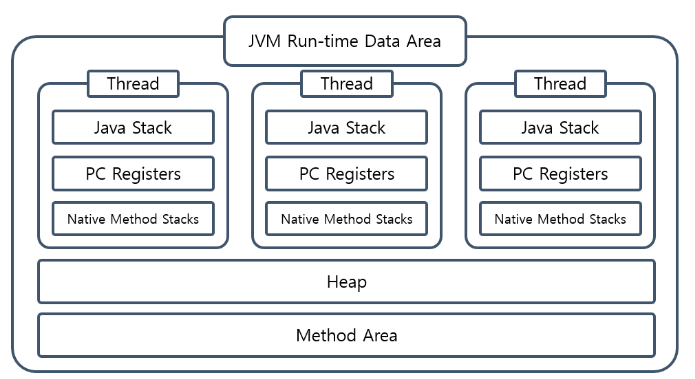 JVM Run-time Data Area
Thread
Java Stack
PC Registers
Native Method Stacks
Thread
Java Stack
PC Registers
Native Method Stacks
Thread
Java Stack
PC Registers
Native Method Stacks
Heap
Method Area